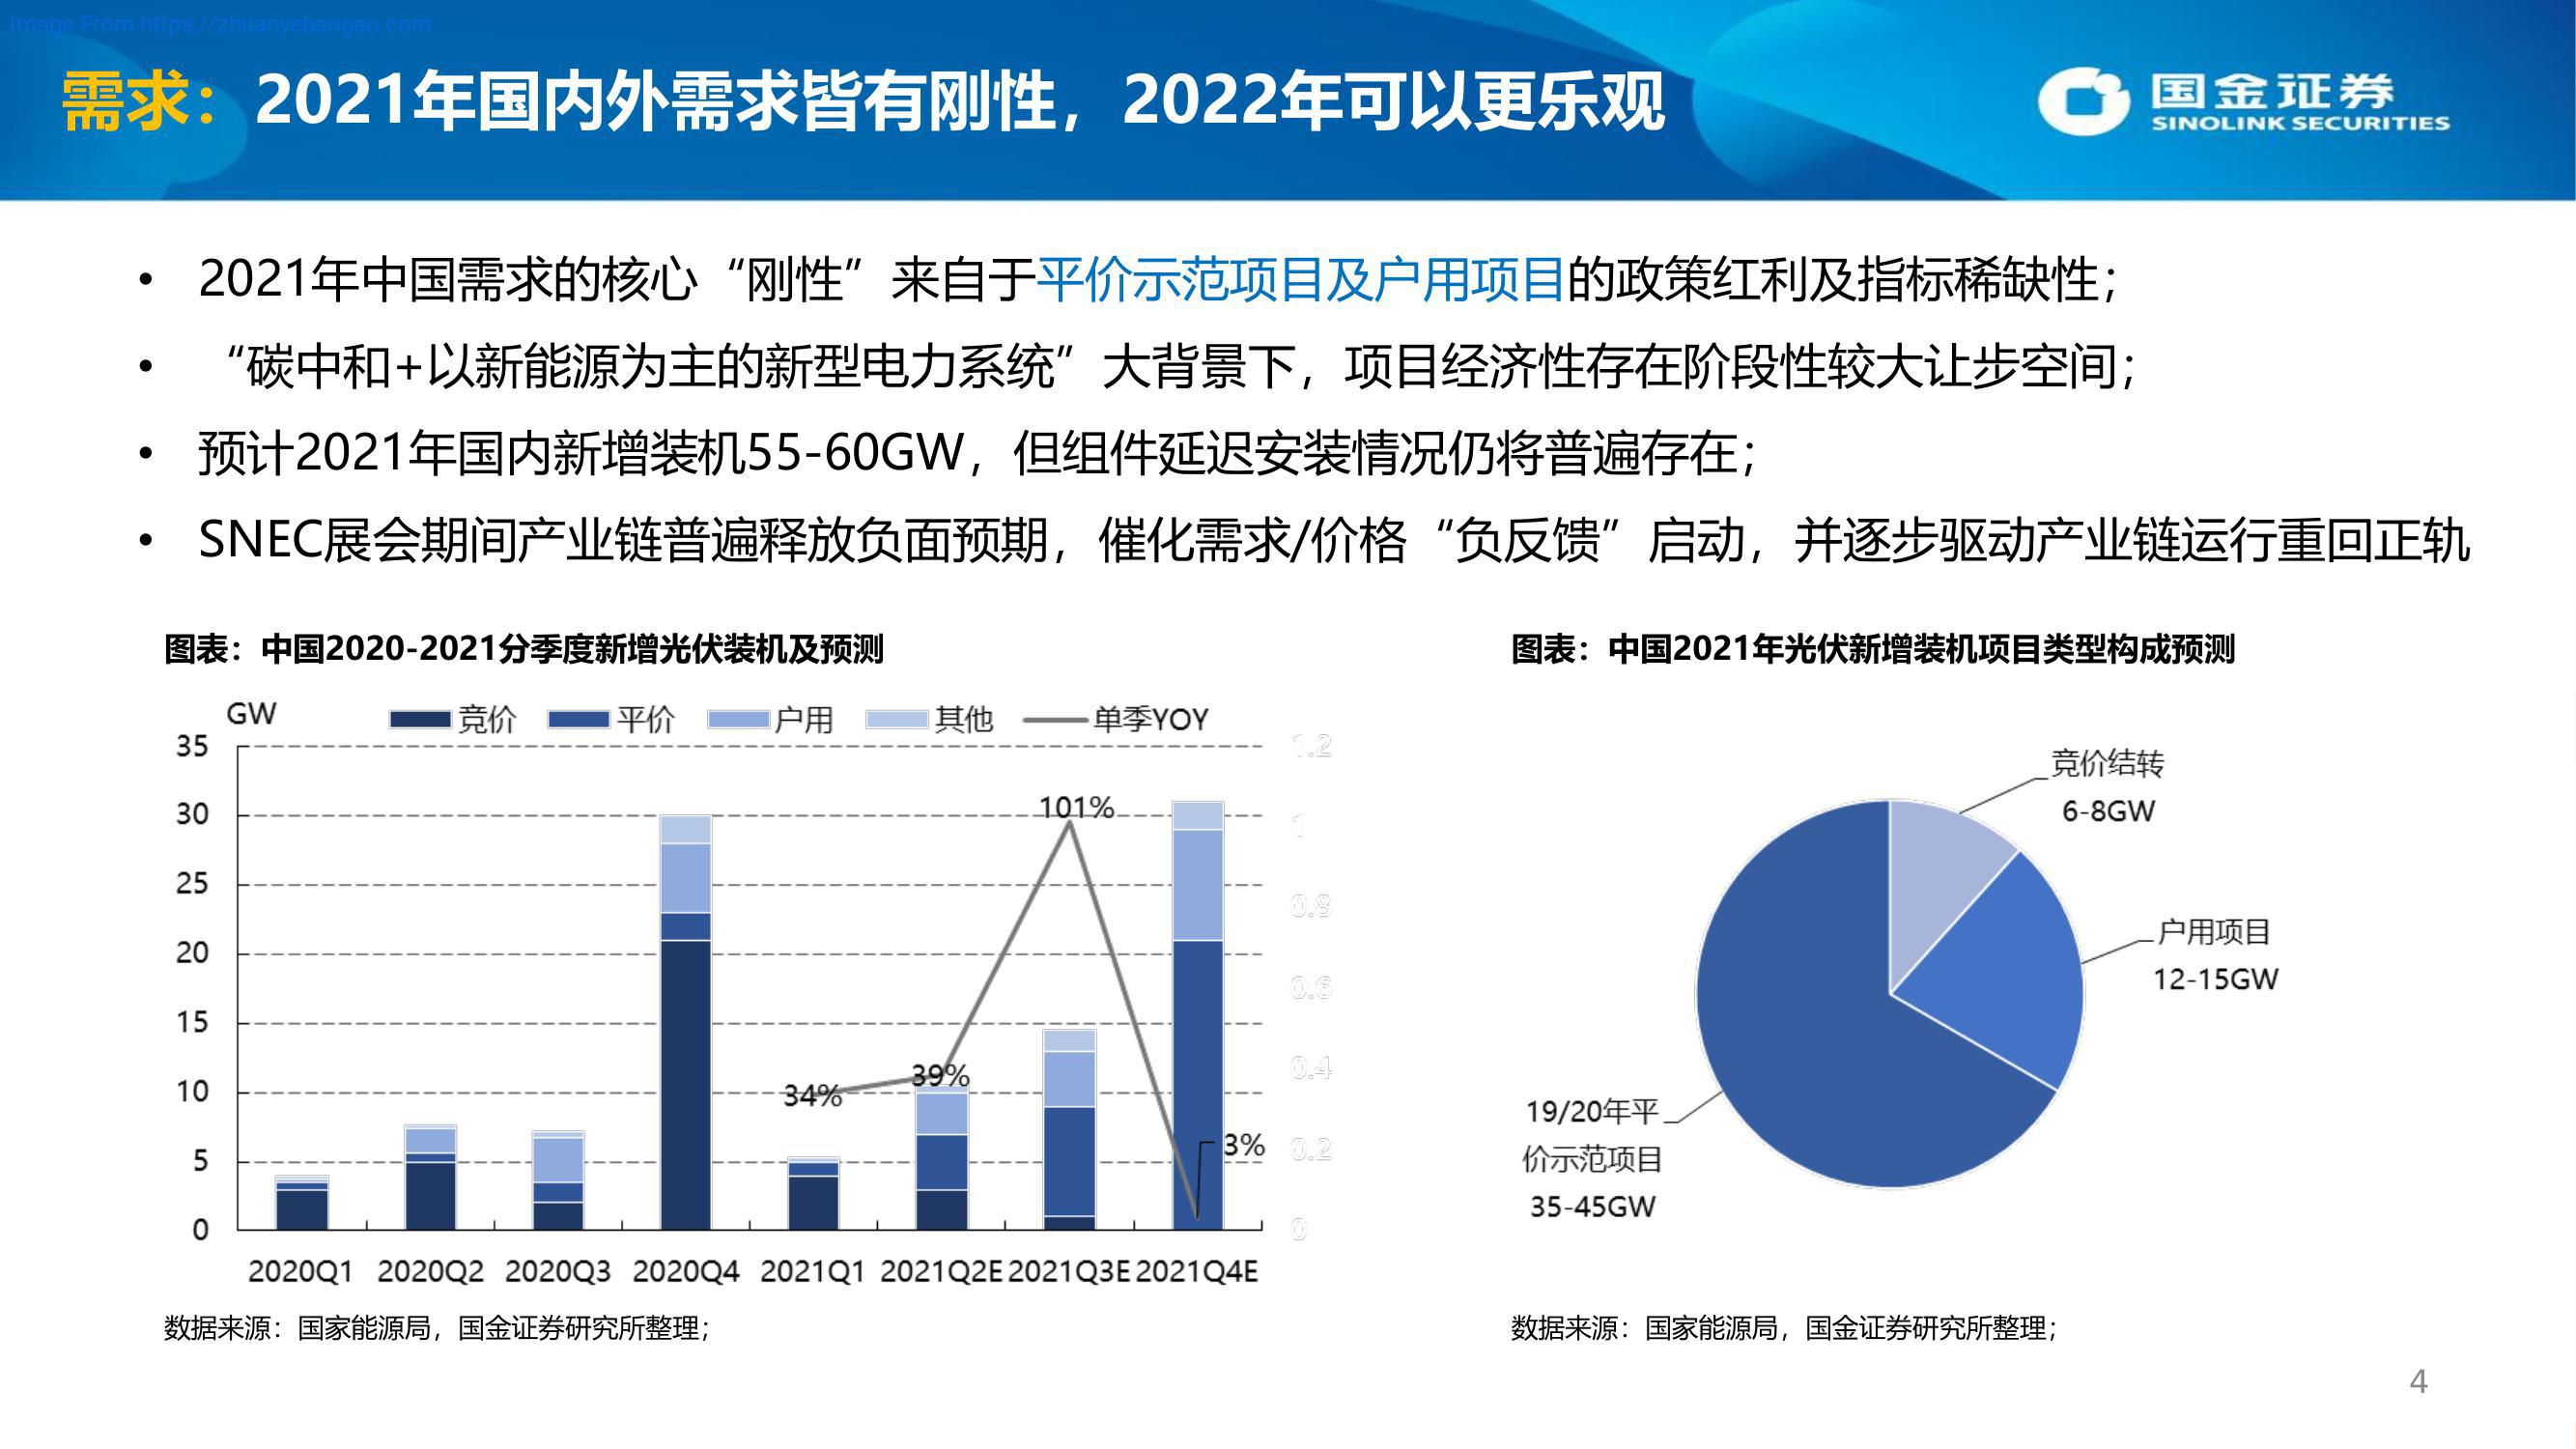 Image From https://zhuanyebaogao.com
需求：2021年国内外需求皆有刚性，2022年可以更乐观
国金证券
SINOLINK SECURITIES
• 2021年中国需求的核心“刚性”来自于平价示范项目及户用项目的政策红利及指标稀缺性；
• “碳中和+以新能源为主的新型电力系统”大背景下，项目经济性存在阶段性较大让步空间；
• 预计2021年国内新增装机55-60GW，但组件延迟安装情况仍将普遍存在；
• SNEC展会期间产业链普遍释放负面预期，催化需求/价格“负反馈”启动，并逐步驱动产业链运行重回正轨
图表：中国2020-2021分季度新增光伏装机及预测
GW
竞价 平价 户用 其他 单季YOY
35
30
25
20
15
10
5
0
1.2
1
0.8
0.6
0.4
0.2
0
34%
39%
101%
3%
2020Q1 2020Q2 2020Q3 2020Q4 2021Q1 2021Q2E 2021Q3E 2021Q4E
数据来源：国家能源局，国金证券研究所整理；
图表：中国2021年光伏新增装机项目类型构成预测
竞价结转
6-8GW
户用项目
12-15GW
19/20年平
价示范项目
35-45GW
数据来源：国家能源局，国金证券研究所整理；
4